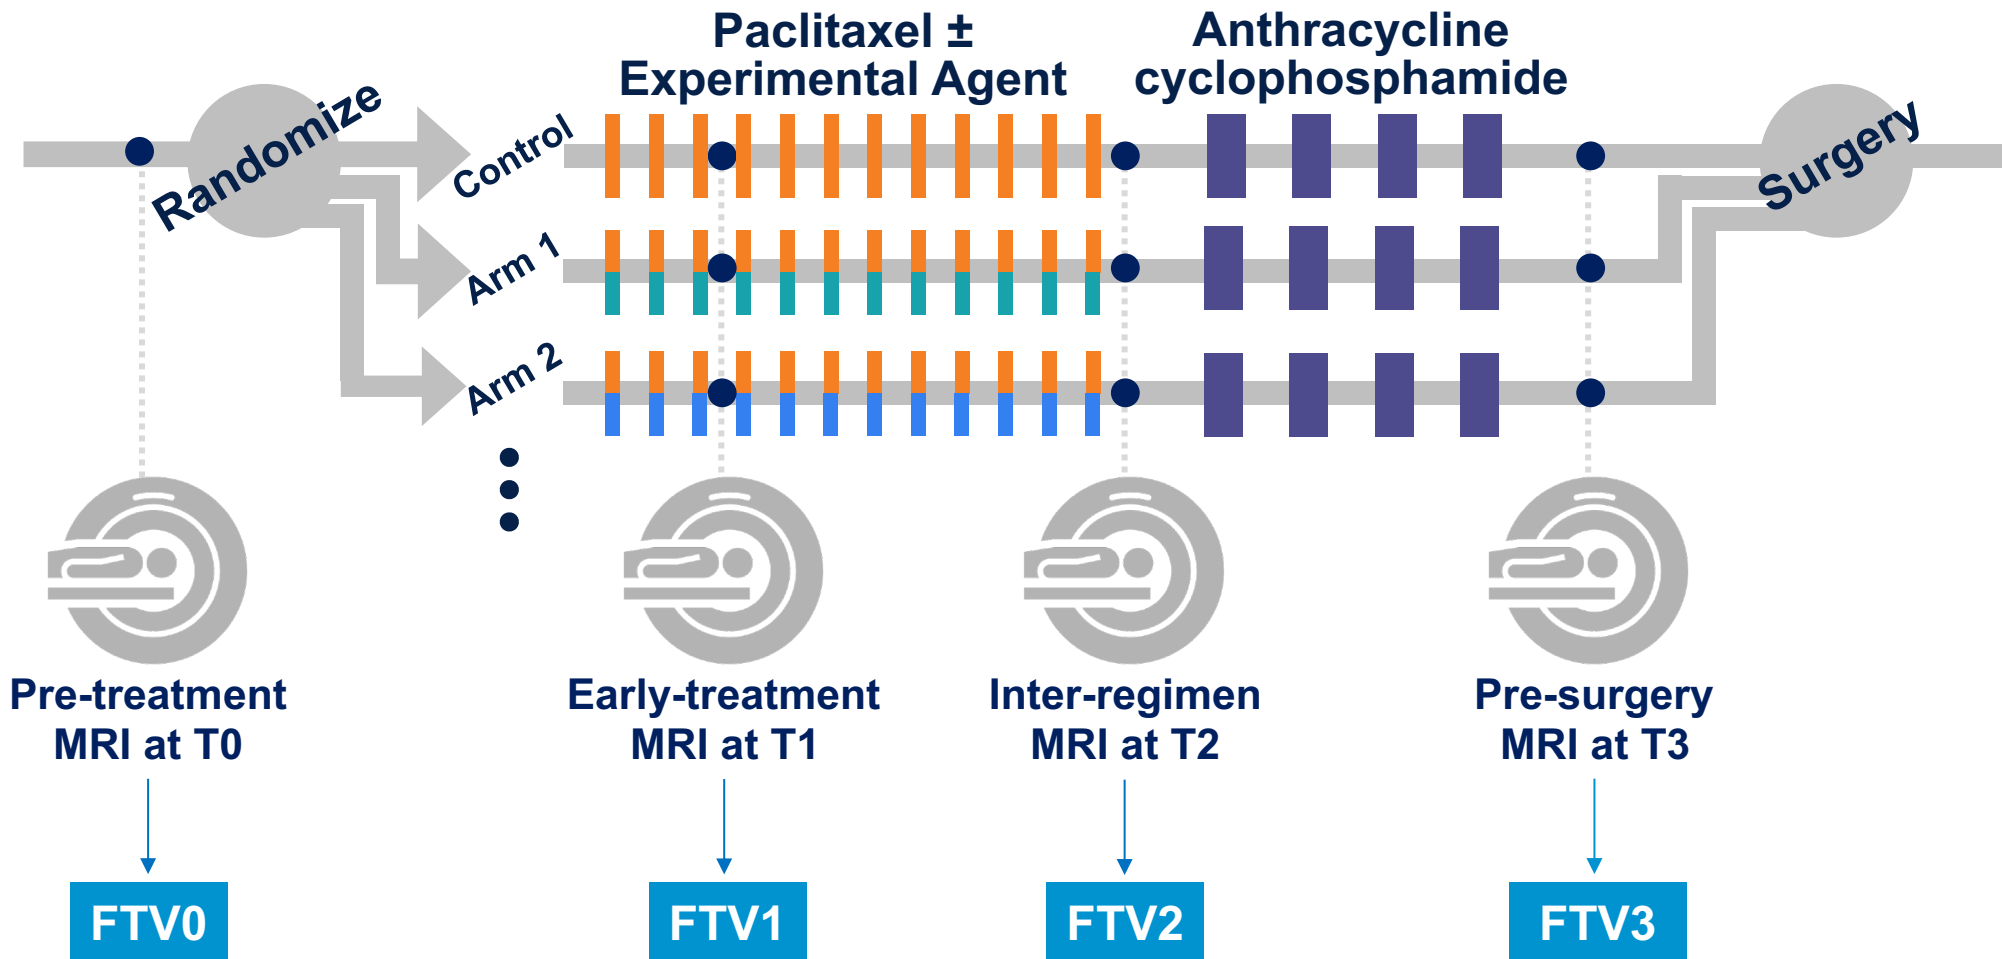 Paclitaxel ±
Experimental Agent
Anthracycline
cyclophosphamide
Randomize
Control
Arm 1
Arm 2
Surgery
Pre-treatment
MRI at T0
Early-treatment
MRI at T1
Inter-regimen
MRI at T2
Pre-surgery
MRI at T3
FTV0
FTV1
FTV2
FTV3